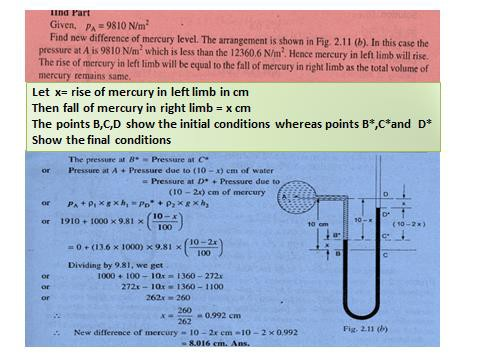 IInd Part
Given, pA = 9810 N/m²
Find new difference of mercury level. The arrangement is shown in Fig. 2.11 (b). In this case the
pressure at A is 9810 N/m² which is less than the 12360.6 N/m². Hence mercury in left limb will rise.
The rise of mercury in left limb will be equal to the fall of mercury in right limb as the total volume of
mercury remains same.
Let x= rise of mercury in left limb in cm
Then fall of mercury in right limb = x cm
The points B,C,D show the initial conditions whereas points B*,C*and D*
Show the final conditions
The pressure at B* = Pressure at C*
or Pressure at A + Pressure due to (10 – x) cm of water
= Pressure at D* + Pressure due to
(10 – 2x) cm of mercury
or pA + ρ1 × g × h1 = pD* + ρ2 × g × h2
or 1910 + 1000 × 9.81 × (10 – x / 100)
= 0 + (13.6 × 1000) × 9.81 × (10 – 2x / 100)
Dividing by 9.81, we get
or 1000 + 100 – 10x = 1360 – 272x
or 272x – 10x = 1360 – 1100
or 262x = 260
∴ x = 260 / 262 = 0.992 cm
∴ New difference of mercury = 10 – 2x cm = 10 – 2 × 0.992
= 8.016 cm. Ans.
A
10 cm
B*
x
B
D
x
D*
10 – x
(10 – 2x)
C*
C
Fig. 2.11 (b)